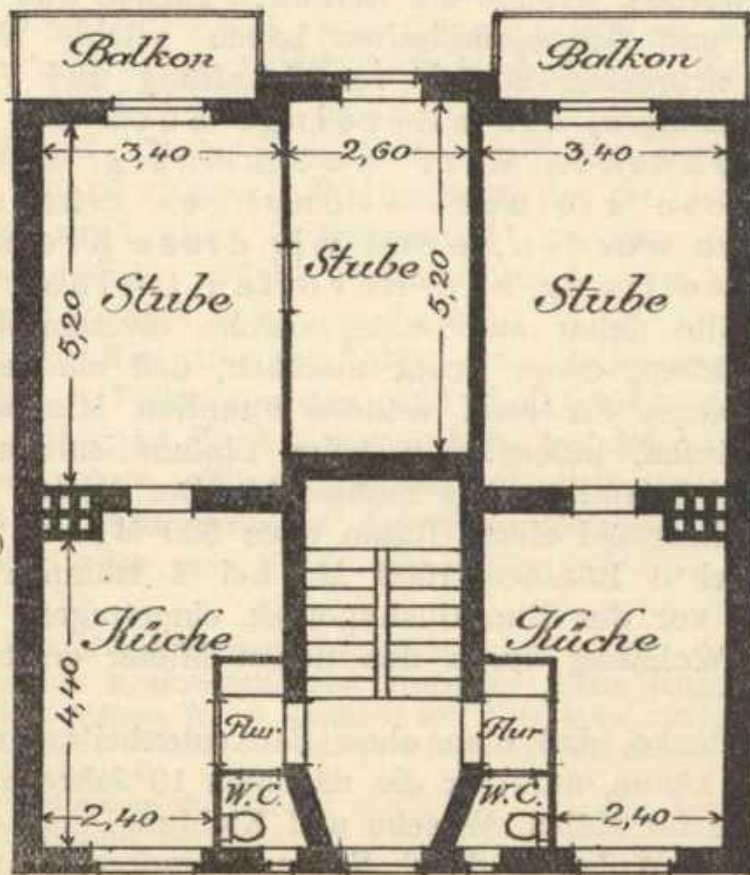 Balkon Balkon
3,40 2,60 3,40
Stube Stube Stube
5,20 5,20
Küche Küche
4,40
Flur Flur
W.C. W.C.
2,40 2,40